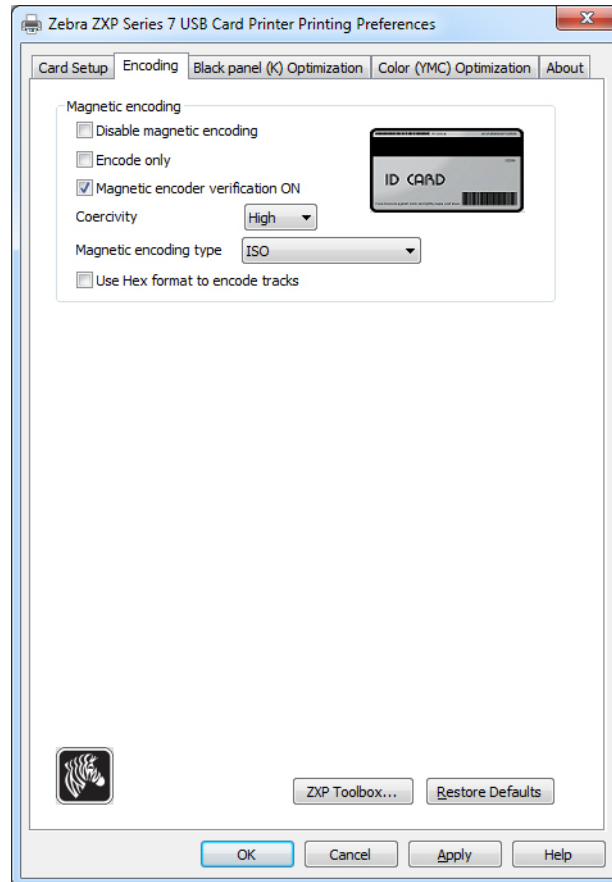 Zebra ZXP Series 7 USB Card Printer Printing Preferences
Card Setup Encoding Black panel (K) Optimization Color (YMC) Optimization About
Magnetic encoding
Disable magnetic encoding
Encode only
Magnetic encoder verification ON
ID CARD
Coercivity High
Magnetic encoding type ISO
Use Hex format to encode tracks
ZXP Toolbox... Restore Defaults
OK Cancel Apply Help